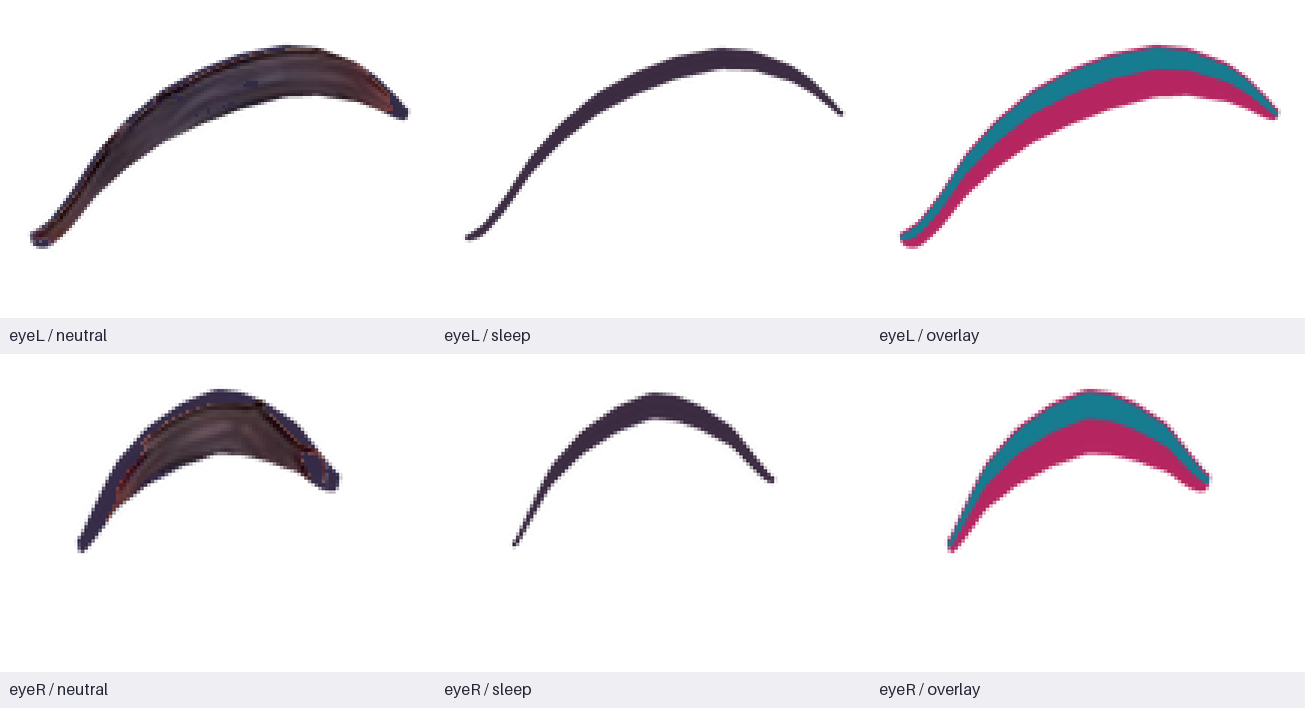 eyeL / neutral
eyeL / sleep
eyeL / overlay
eyeR / neutral
eyeR / sleep
eyeR / overlay